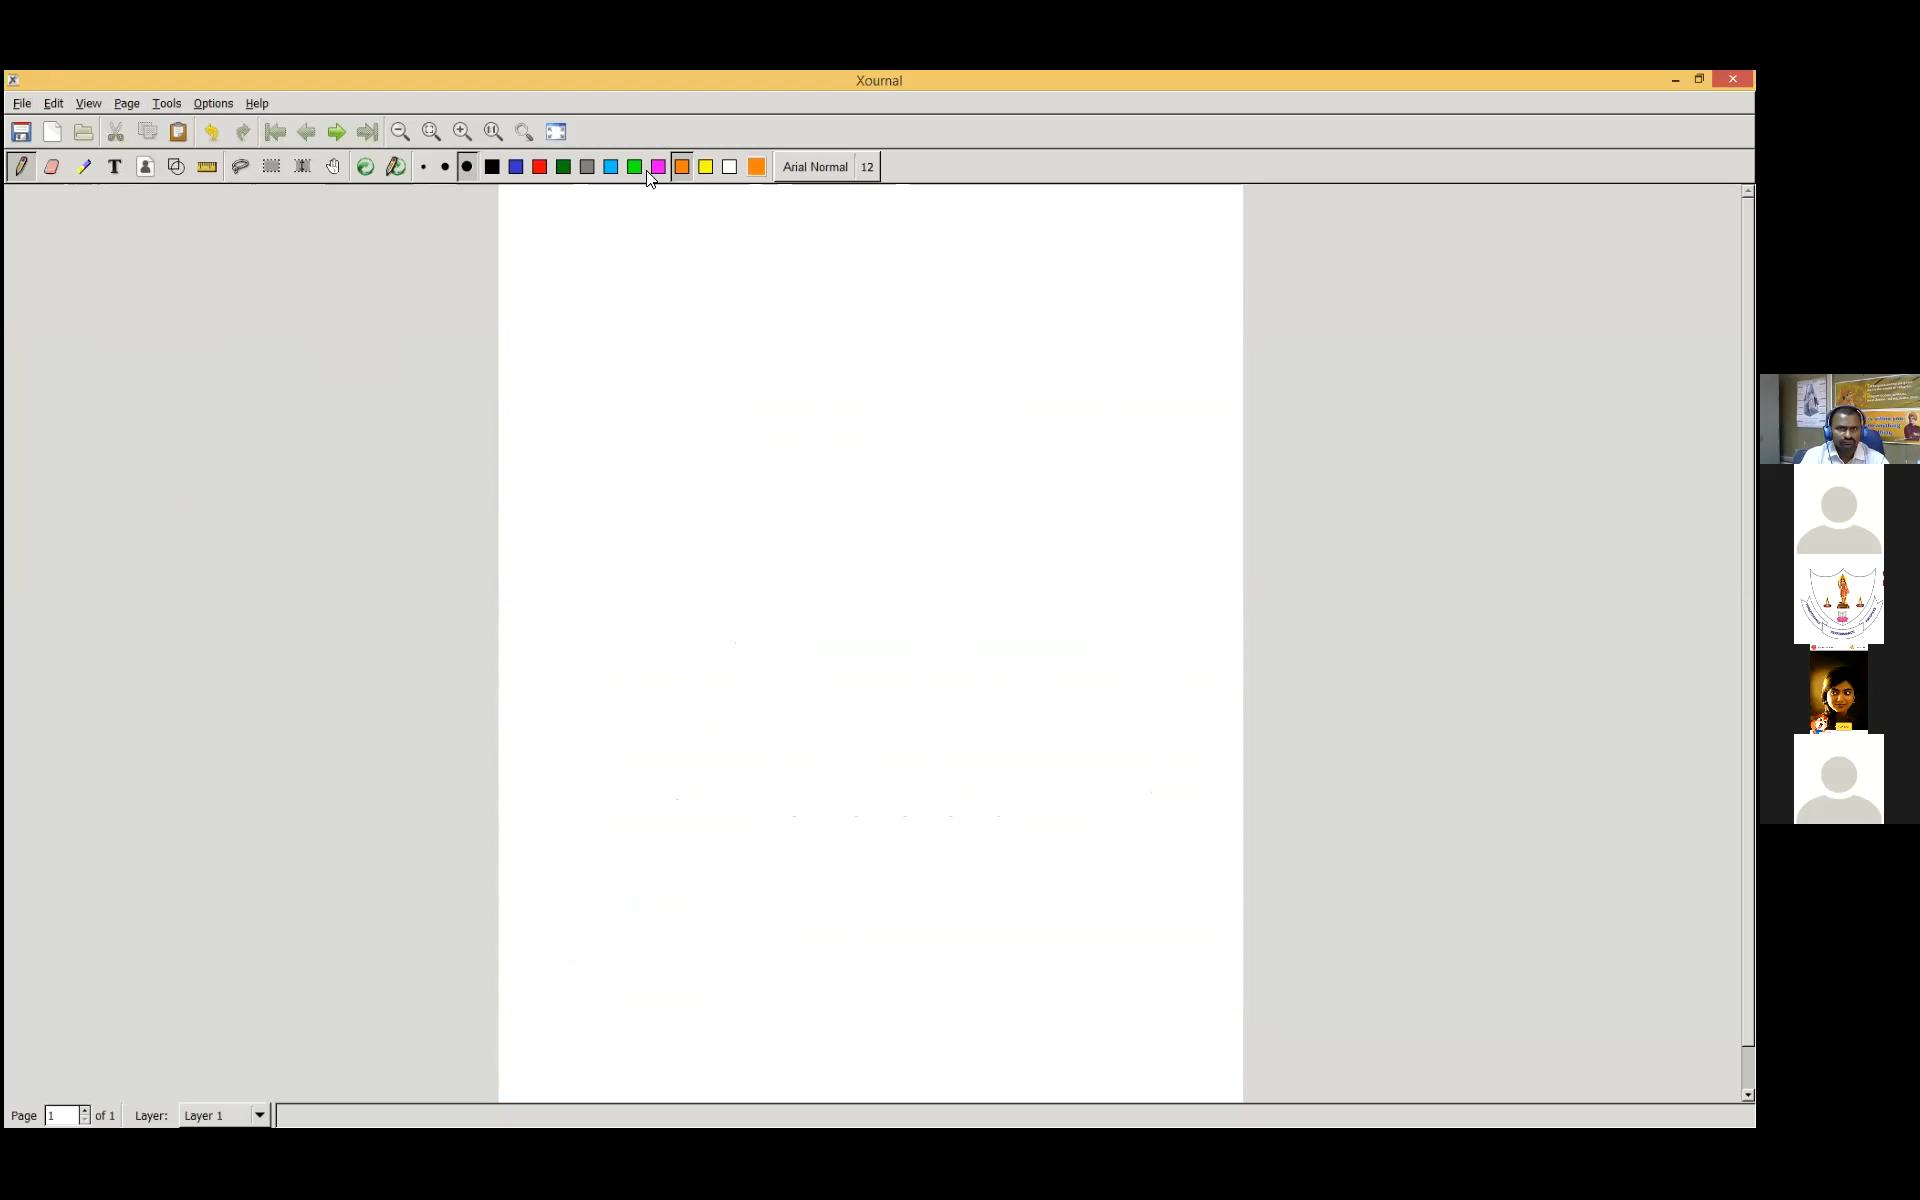 Xournal
File Edit View Page Tools Options Help
T Arial Normal 12
Page 1 of 1 Layer: Layer 1